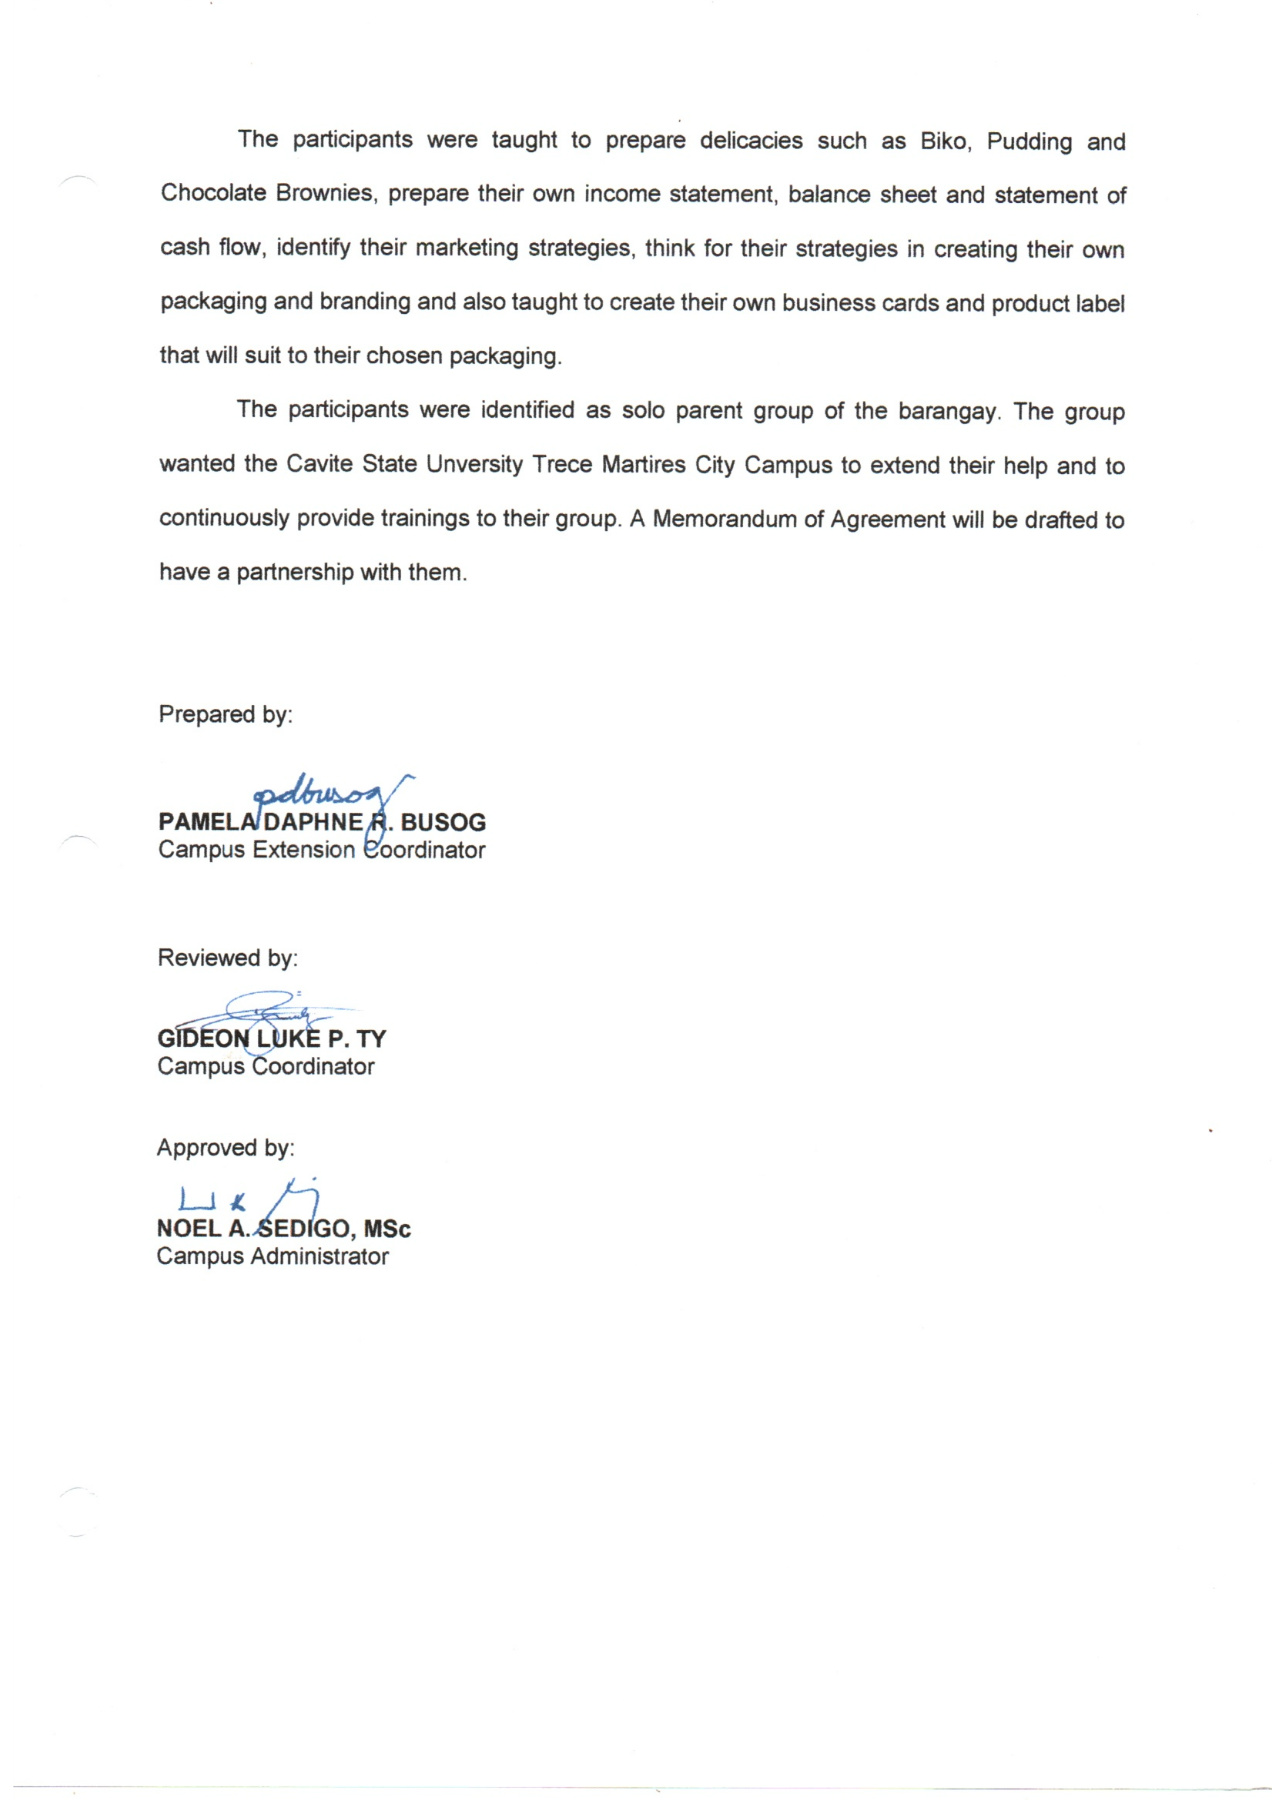 The participants were taught to prepare delicacies such as Biko, Pudding and
Chocolate Brownies, prepare their own income statement, balance sheet and statement of
cash flow, identify their marketing strategies, think for their strategies in creating their own
packaging and branding and also taught to create their own business cards and product label
that will suit to their chosen packaging.
The participants were identified as solo parent group of the barangay. The group
wanted the Cavite State Unversity Trece Martires City Campus to extend their help and to
continuously provide trainings to their group. A Memorandum of Agreement will be drafted to
have a partnership with them.
Prepared by:
pdbusog
PAMELA DAPHNE R. BUSOG
Campus Extension Coordinator
Reviewed by:
GIDEON LUKE P. TY
Campus Coordinator
Approved by:
NOEL A. SEDIGO, MSc
Campus Administrator